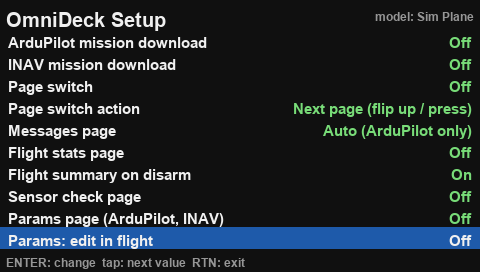 OmniDeck Setup
model: Sim Plane
ArduPilot mission download Off
INAV mission download Off
Page switch Off
Page switch action Next page (flip up / press)
Messages page Auto (ArduPilot only)
Flight stats page Off
Flight summary on disarm On
Sensor check page Off
Params page (ArduPilot, INAV) Off
Params: edit in flight Off
ENTER: change tap: next value RTN: exit